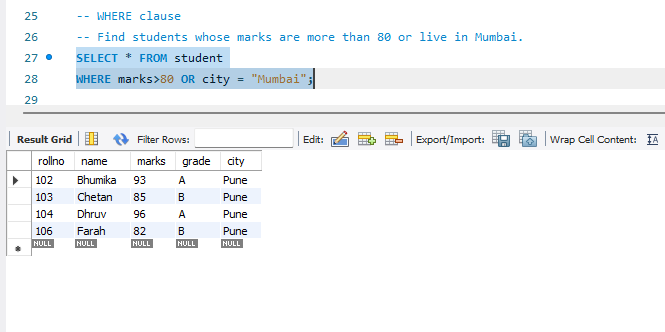 25 -- WHERE clause
26 -- Find students whose marks are more than 80 or live in Mumbai.
27 SELECT * FROM student
28 WHERE marks>80 OR city = "Mumbai";
29
Result Grid Filter Rows: Edit: Export/Import: Wrap Cell Content:
rollno name marks grade city
102 Bhumika 93 A Pune
103 Chetan 85 B Pune
104 Dhruv 96 A Pune
106 Farah 82 B Pune
NULL NULL NULL NULL NULL